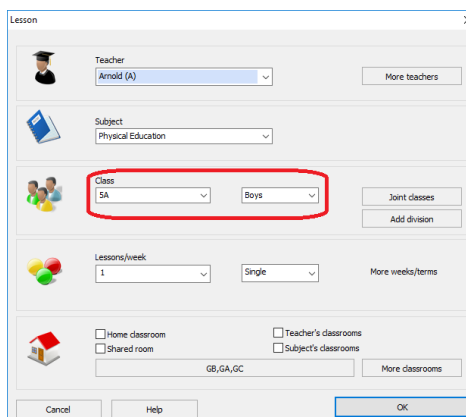 Lesson
Teacher
Arnold (A)
More teachers
Subject
Physical Education
Class
5A
Boys
Joint classes
Add division
Lessons/week
1
Single
More weeks/terms
Home classroom
Teacher's classrooms
Shared room
Subject's classrooms
GB,GA,GC
More classrooms
Cancel
Help
OK